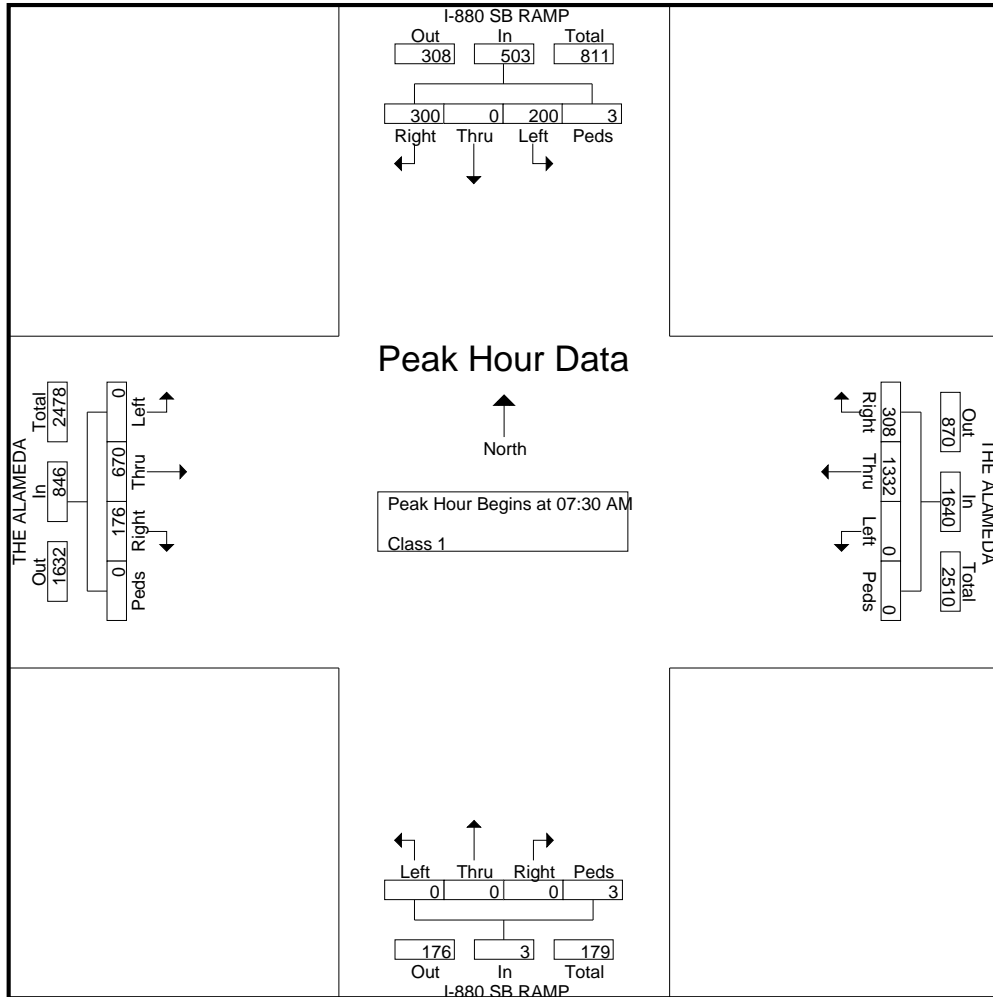 I-880 SB RAMP
Out In Total
308 503 811
300 0 200 3
Right Thru Left Peds
Peak Hour Data
North
Peak Hour Begins at 07:30 AM
Class 1
THE ALAMEDA
Out In Total
1632 846 2478
0 670 176 0
Left Thru Right Peds
THE ALAMEDA
Out In Total
870 1640 2510
308 1332 0 0
Right Thru Left Peds
Left Thru Right Peds
0 0 0 3
176 3 179
Out In Total
I-880 SB RAMP